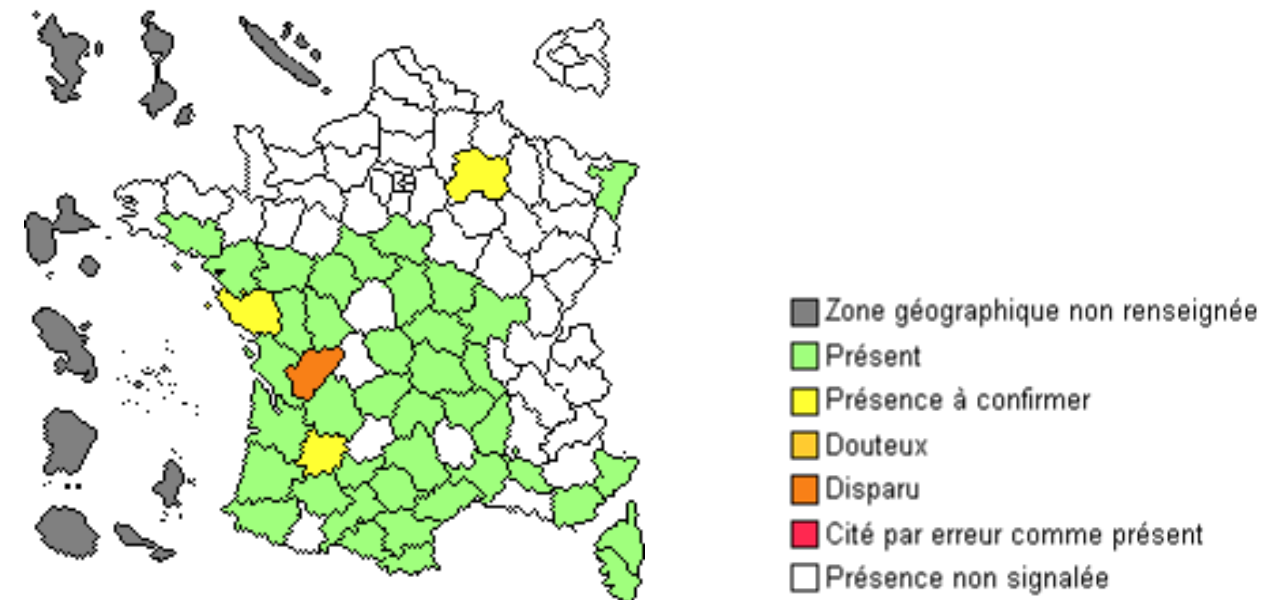 Zone géographique non renseignée
Présent
Présence à confirmer
Douteux
Disparu
Cité par erreur comme présent
Présence non signalée